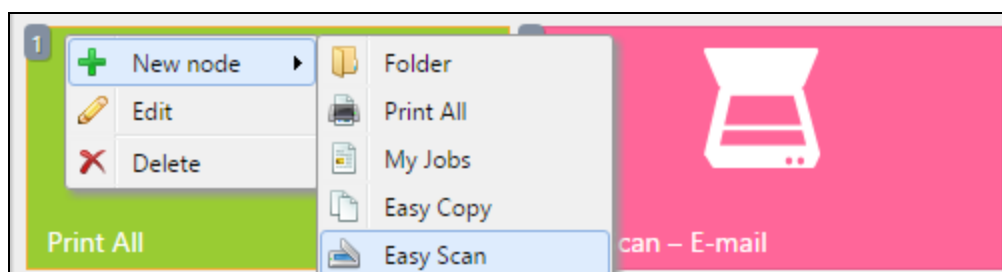 1
New node
Folder
Edit
Print All
My Jobs
Delete
Easy Copy
Print All
can – E-mail
Easy Scan